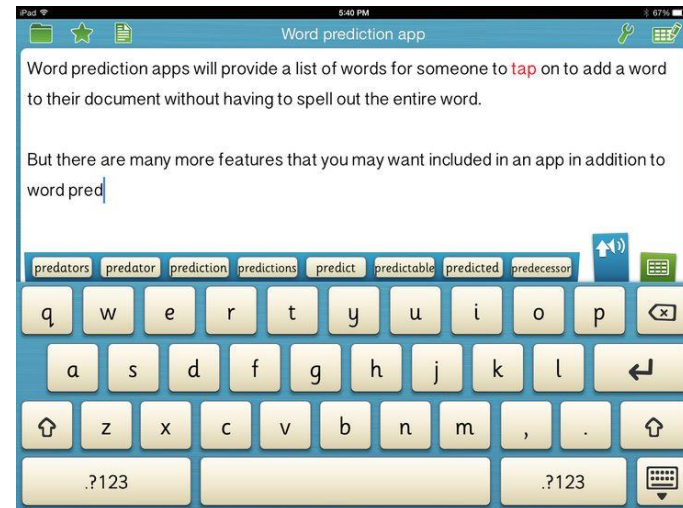 iPad 5:40 PM 67%
Word prediction app
Word prediction apps will provide a list of words for someone to tap on to add a word
to their document without having to spell out the entire word.
But there are many more features that you may want included in an app in addition to
word pred
predators predator prediction predictions predict predictable predicted predecessor
q w e r t y u i o p
a s d f g h j k l
z x c v b n m , .
.?123 .?123